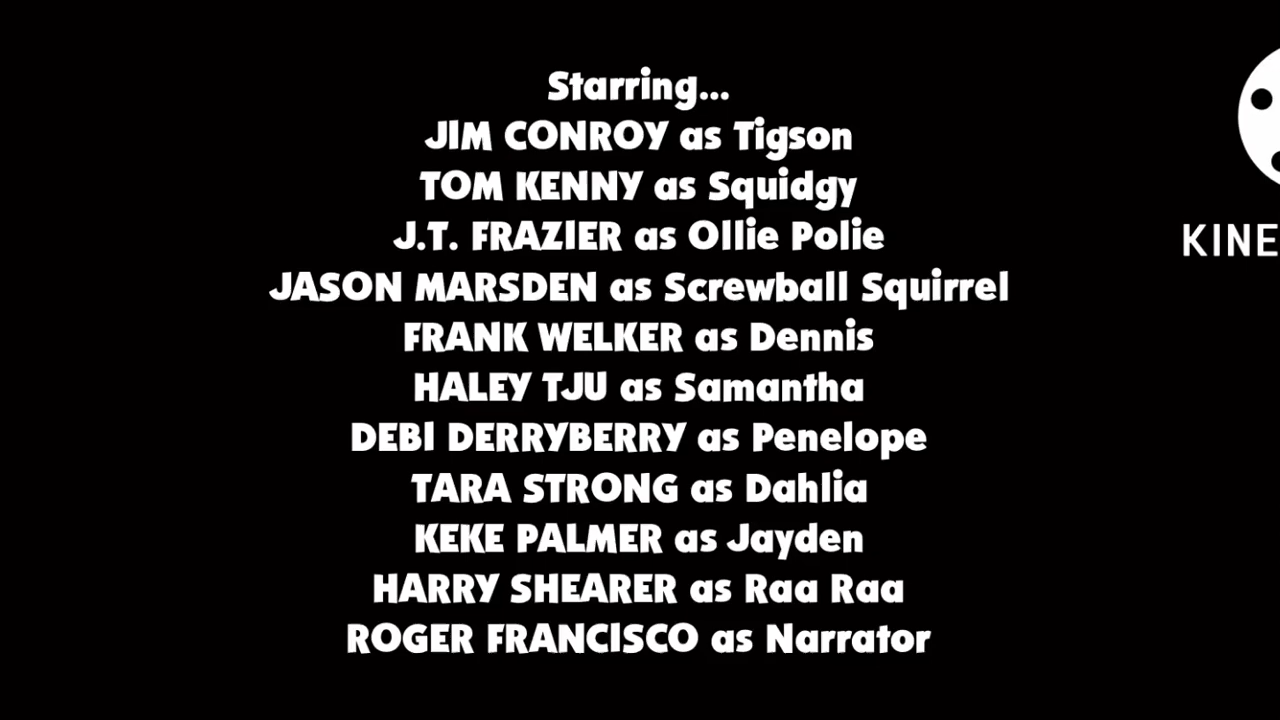 Starring...
JIM CONROY as Tigson
TOM KENNY as Squidgy
J.T. FRAZIER as Ollie Polie
JASON MARSDEN as Screwball Squirrel
FRANK WELKER as Dennis
HALEY TJU as Samantha
DEBI DERRYBERRY as Penelope
TARA STRONG as Dahlia
KEKE PALMER as Jayden
HARRY SHEARER as Raa Raa
ROGER FRANCISCO as Narrator
KINE